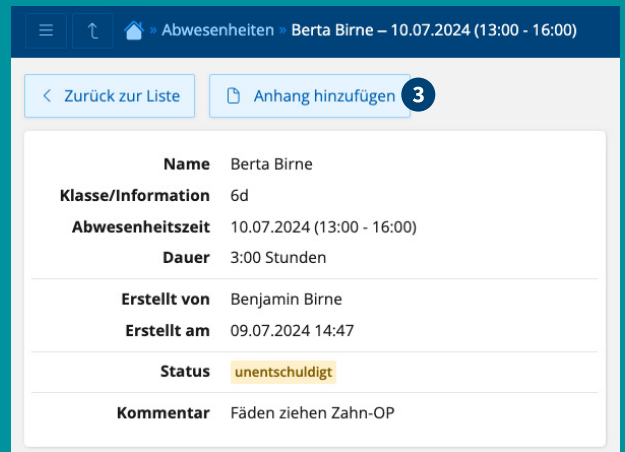 » Abwesenheiten » Berta Birne – 10.07.2024 (13:00 - 16:00)
Zurück zur Liste Anhang hinzufügen 3
Name Berta Birne
Klasse/Information 6d
Abwesenheitszeit 10.07.2024 (13:00 - 16:00)
Dauer 3:00 Stunden
Erstellt von Benjamin Birne
Erstellt am 09.07.2024 14:47
Status unentschuldigt
Kommentar Fäden ziehen Zahn-OP